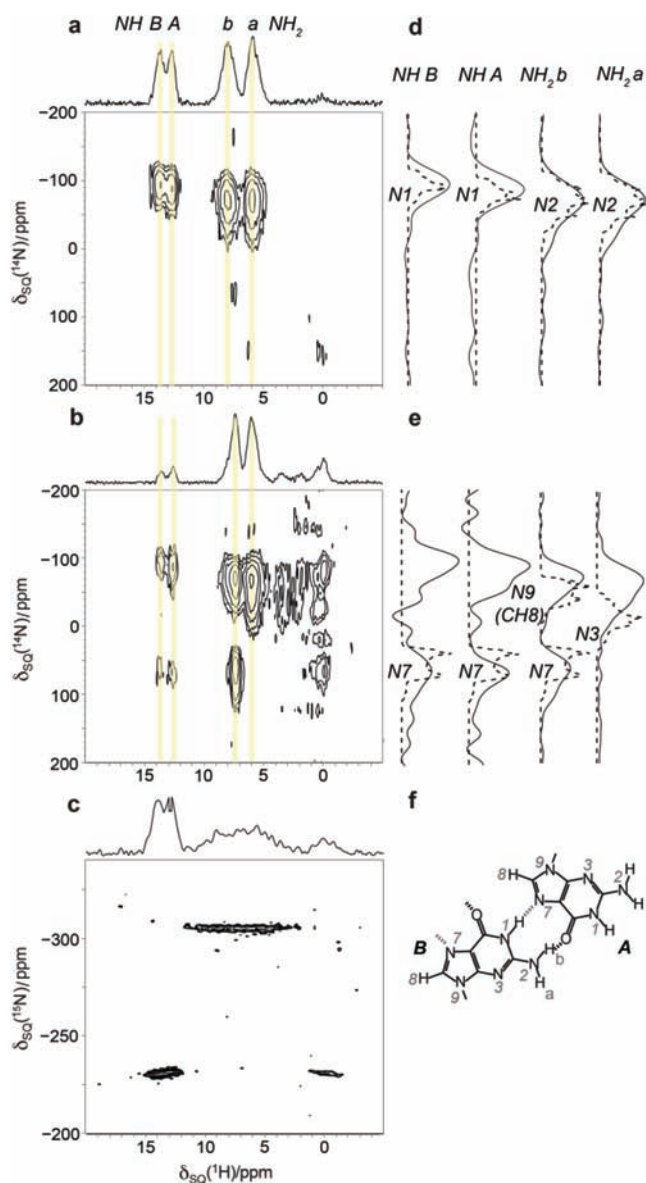 a NH B A b a NH2
−200
−100
0
100
200
δSQ(14N)/ppm
15 10 5 0
b
−200
−100
0
100
200
δSQ(14N)/ppm
15 10 5 0
c
−300
−250
−200
δSQ(15N)/ppm
15 10 5 0
δSQ(1H)/ppm
d
NH B NH A NH2 b NH2 a
N1 N1 N2 N2
e
N9
(CH8)
N3
N7 N7 N7
f
9 N N 3 H
8 H N 2 H
O 1 H N 7 N 1 H
N O
B 7 N N H b A
8 H N N 3 2 N H a
9